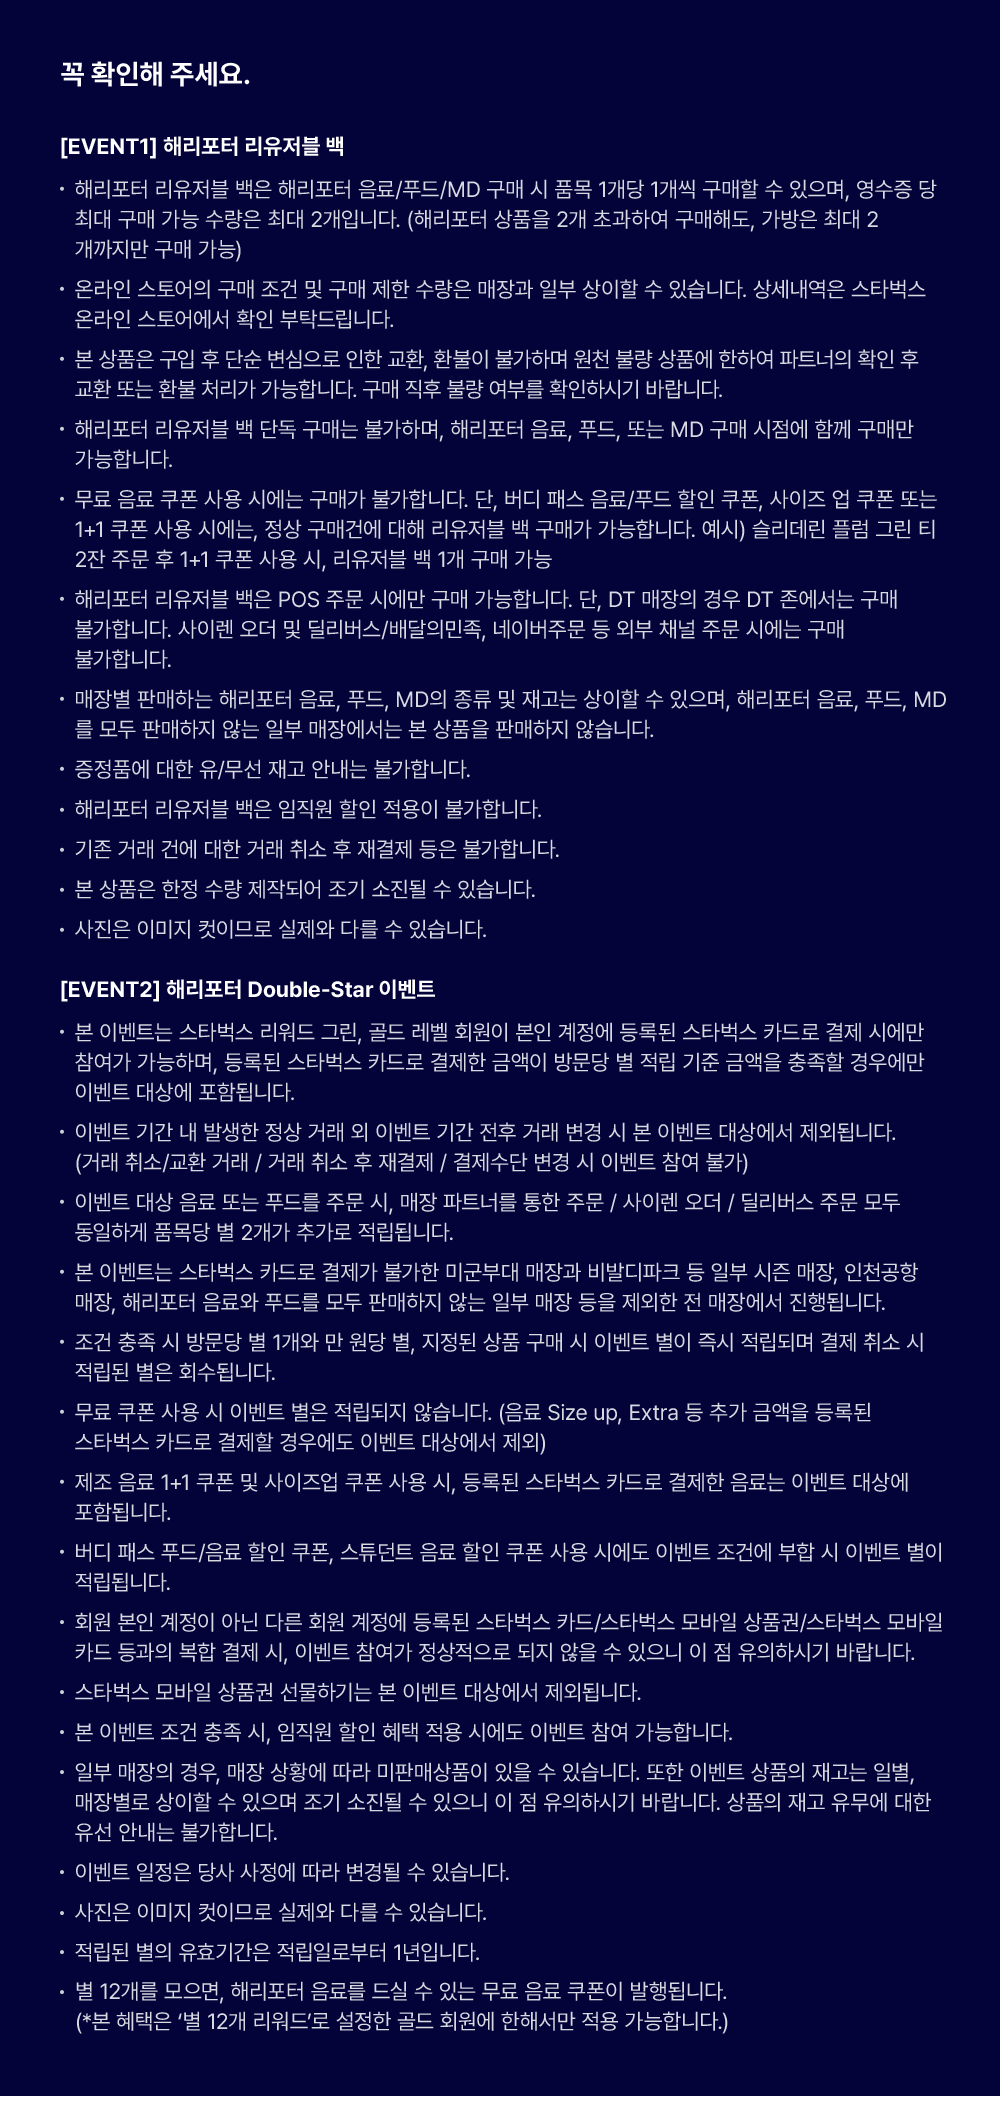 꼭 확인해 주세요.
[EVENT1] 해리포터 리유저블 백
• 해리포터 리유저블 백은 해리포터 음료/푸드/MD 구매 시 품목 1개당 1개씩 구매할 수 있으며, 영수증 당
최대 구매 가능 수량은 최대 2개입니다. (해리포터 상품을 2개 초과하여 구매해도, 가방은 최대 2
개까지만 구매 가능)
• 온라인 스토어의 구매 조건 및 구매 제한 수량은 매장과 일부 상이할 수 있습니다. 상세내역은 스타벅스
온라인 스토어에서 확인 부탁드립니다.
• 본 상품은 구입 후 단순 변심으로 인한 교환, 환불이 불가하며 원천 불량 상품에 한하여 파트너의 확인 후
교환 또는 환불 처리가 가능합니다. 구매 직후 불량 여부를 확인하시기 바랍니다.
• 해리포터 리유저블 백 단독 구매는 불가하며, 해리포터 음료, 푸드, 또는 MD 구매 시점에 함께 구매만
가능합니다.
• 무료 음료 쿠폰 사용 시에는 구매가 불가합니다. 단, 버디 패스 음료/푸드 할인 쿠폰, 사이즈 업 쿠폰 또는
1+1 쿠폰 사용 시에는, 정상 구매건에 대해 리유저블 백 구매가 가능합니다. 예시) 슬리데린 플럼 그린 티
2잔 주문 후 1+1 쿠폰 사용 시, 리유저블 백 1개 구매 가능
• 해리포터 리유저블 백은 POS 주문 시에만 구매 가능합니다. 단, DT 매장의 경우 DT 존에서는 구매
불가합니다. 사이렌 오더 및 딜리버스/배달의민족, 네이버주문 등 외부 채널 주문 시에는 구매
불가합니다.
• 매장별 판매하는 해리포터 음료, 푸드, MD의 종류 및 재고는 상이할 수 있으며, 해리포터 음료, 푸드, MD
를 모두 판매하지 않는 일부 매장에서는 본 상품을 판매하지 않습니다.
• 증정품에 대한 유/무선 재고 안내는 불가합니다.
• 해리포터 리유저블 백은 임직원 할인 적용이 불가합니다.
• 기존 거래 건에 대한 거래 취소 후 재결제 등은 불가합니다.
• 본 상품은 한정 수량 제작되어 조기 소진될 수 있습니다.
• 사진은 이미지 컷이므로 실제와 다를 수 있습니다.
[EVENT2] 해리포터 Double-Star 이벤트
• 본 이벤트는 스타벅스 리워드 그린, 골드 레벨 회원이 본인 계정에 등록된 스타벅스 카드로 결제 시에만
참여가 가능하며, 등록된 스타벅스 카드로 결제한 금액이 방문당 별 적립 기준 금액을 충족할 경우에만
이벤트 대상에 포함됩니다.
• 이벤트 기간 내 발생한 정상 거래 외 이벤트 기간 전후 거래 변경 시 본 이벤트 대상에서 제외됩니다.
(거래 취소/교환 거래 / 거래 취소 후 재결제 / 결제수단 변경 시 이벤트 참여 불가)
• 이벤트 대상 음료 또는 푸드를 주문 시, 매장 파트너를 통한 주문 / 사이렌 오더 / 딜리버스 주문 모두
동일하게 품목당 별 2개가 추가로 적립됩니다.
• 본 이벤트는 스타벅스 카드로 결제가 불가한 미군부대 매장과 비발디파크 등 일부 시즌 매장, 인천공항
매장, 해리포터 음료와 푸드를 모두 판매하지 않는 일부 매장 등을 제외한 전 매장에서 진행됩니다.
• 조건 충족 시 방문당 별 1개와 만 원당 별, 지정된 상품 구매 시 이벤트 별이 즉시 적립되며 결제 취소 시
적립된 별은 회수됩니다.
• 무료 쿠폰 사용 시 이벤트 별은 적립되지 않습니다. (음료 Size up, Extra 등 추가 금액을 등록된
스타벅스 카드로 결제할 경우에도 이벤트 대상에서 제외)
• 제조 음료 1+1 쿠폰 및 사이즈업 쿠폰 사용 시, 등록된 스타벅스 카드로 결제한 음료는 이벤트 대상에
포함됩니다.
• 버디 패스 푸드/음료 할인 쿠폰, 스튜던트 음료 할인 쿠폰 사용 시에도 이벤트 조건에 부합 시 이벤트 별이
적립됩니다.
• 회원 본인 계정이 아닌 다른 회원 계정에 등록된 스타벅스 카드/스타벅스 모바일 상품권/스타벅스 모바일
카드 등과의 복합 결제 시, 이벤트 참여가 정상적으로 되지 않을 수 있으니 이 점 유의하시기 바랍니다.
• 스타벅스 모바일 상품권 선물하기는 본 이벤트 대상에서 제외됩니다.
• 본 이벤트 조건 충족 시, 임직원 할인 혜택 적용 시에도 이벤트 참여 가능합니다.
• 일부 매장의 경우, 매장 상황에 따라 미판매상품이 있을 수 있습니다. 또한 이벤트 상품의 재고는 일별,
매장별로 상이할 수 있으며 조기 소진될 수 있으니 이 점 유의하시기 바랍니다. 상품의 재고 유무에 대한
유선 안내는 불가합니다.
• 이벤트 일정은 당사 사정에 따라 변경될 수 있습니다.
• 사진은 이미지 컷이므로 실제와 다를 수 있습니다.
• 적립된 별의 유효기간은 적립일로부터 1년입니다.
• 별 12개를 모으면, 해리포터 음료를 드실 수 있는 무료 음료 쿠폰이 발행됩니다.
(*본 혜택은 ‘별 12개 리워드’로 설정한 골드 회원에 한해서만 적용 가능합니다.)